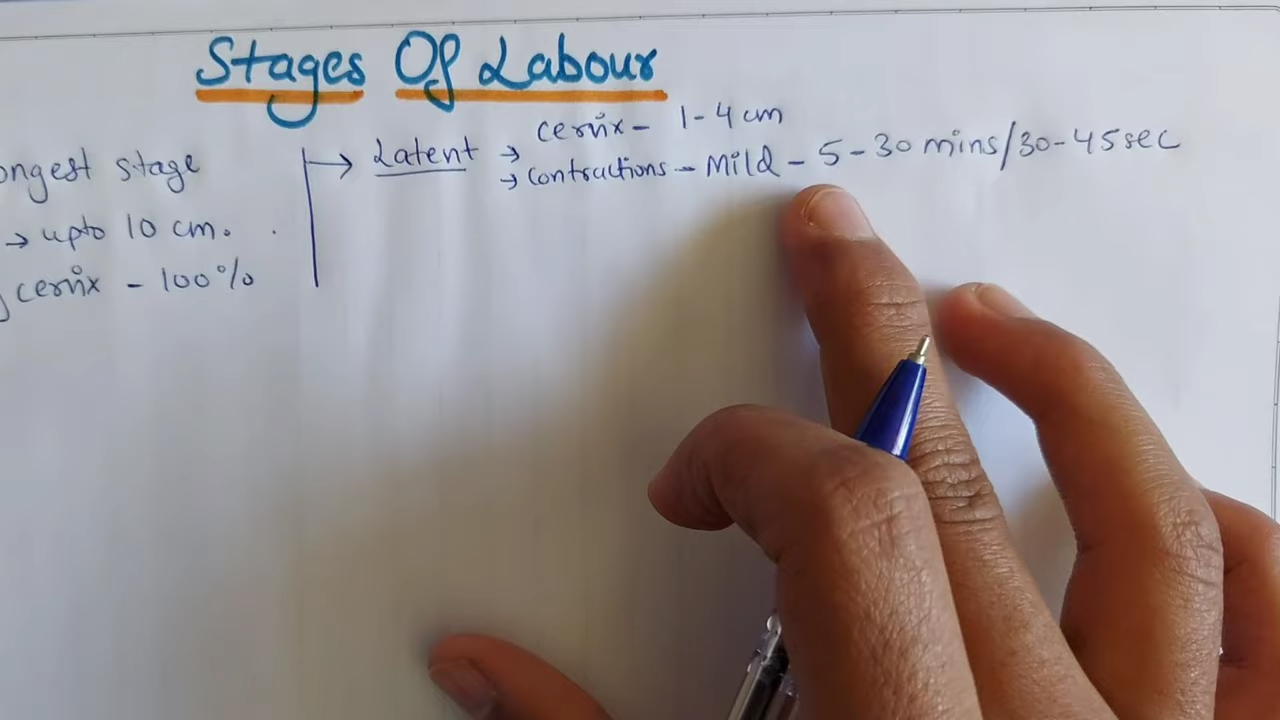 Stages Of Labour
ongest stage
→ upto 10 cm.
cervix - 100%
→ Latent
→ cervix - 1-4 cm
→ contractions - Mild - 5-30 mins/30-45sec